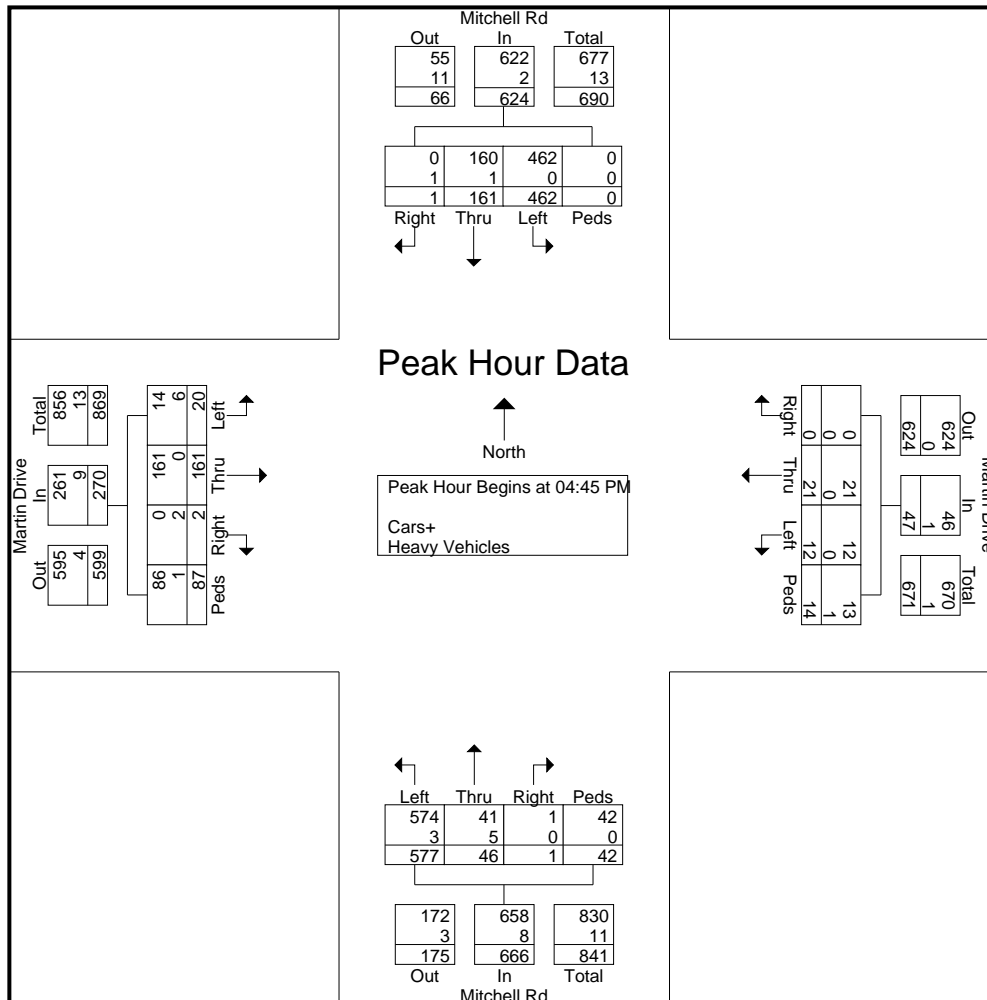 Mitchell Rd
Out In Total
55 622 677
11 2 13
66 624 690
0 160 462 0
1 1 0 0
1 161 462 0
Right Thru Left Peds
Peak Hour Data
North
Peak Hour Begins at 04:45 PM
Cars+
Heavy Vehicles
Martin Drive
Out In Total
595 261 856
4 9 13
599 270 869
Peds Right Thru Left
86 0 161 14
1 2 0 6
87 2 161 20
Martin Drive
Out In Total
624 46 670
0 1 1
624 47 671
Right Thru Left Peds
0 21 12 13
0 0 0 1
0 21 12 14
Left Thru Right Peds
574 41 1 42
3 5 0 0
577 46 1 42
172 658 830
3 8 11
175 666 841
Out In Total
Mitchell Rd